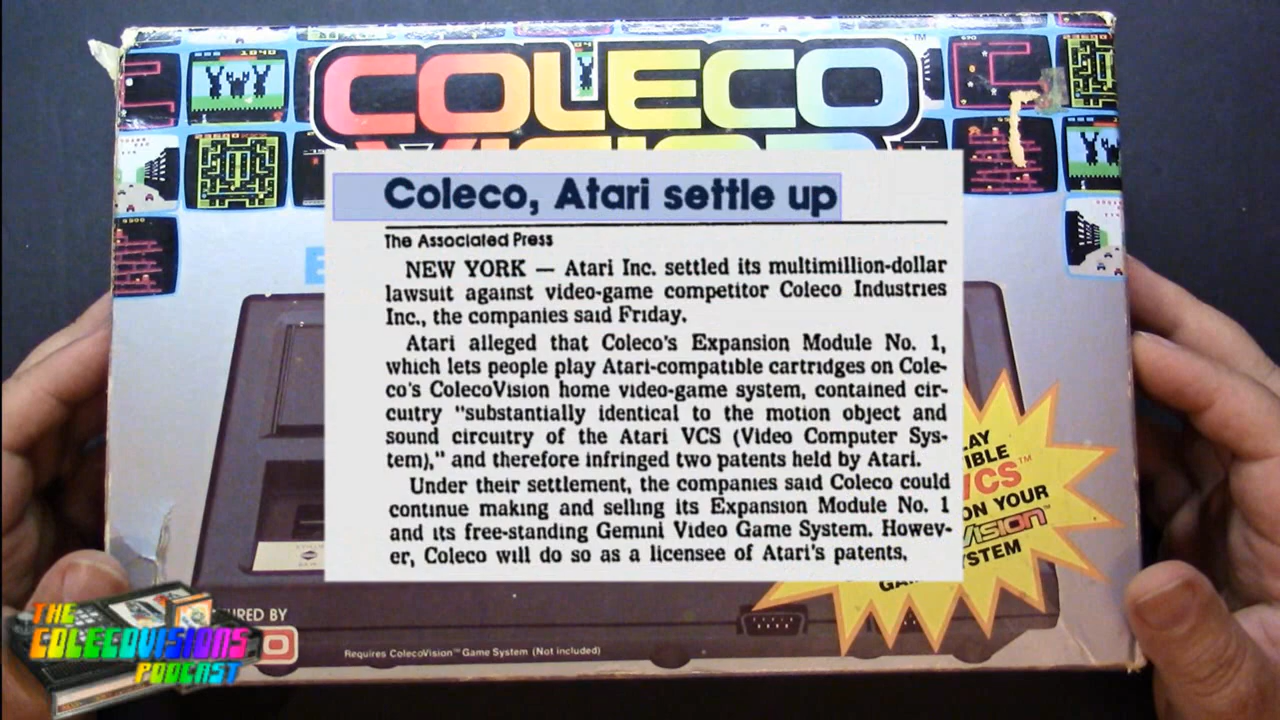 COLECO
TM
Coleco, Atari settle up
The Associated Press
NEW YORK — Atari Inc. settled its multimillion-dollar
lawsuit against video-game competitor Coleco Industries
Inc., the companies said Friday.
Atari alleged that Coleco's Expansion Module No. 1,
which lets people play Atari-compatible cartridges on Cole-
co's ColecoVision home video-game system, contained cir-
cuitry "substantially identical to the motion object and
sound circuitry of the Atari VCS (Video Computer Sys-
tem)," and therefore infringed two patents held by Atari.
Under their settlement, the companies said Coleco could
continue making and selling its Expansion Module No. 1
and its free-standing Gemini Video Game System. Howev-
er, Coleco will do so as a licensee of Atari's patents,
ON YOUR
BY
Requires ColecoVision™ Game System (Not included)
THE
COLECOVISIONS
PODCAST